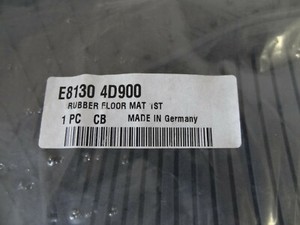 E8130 4D900
RUBBER FLOOR MAT 1ST
1 PC CB MADE IN Germany